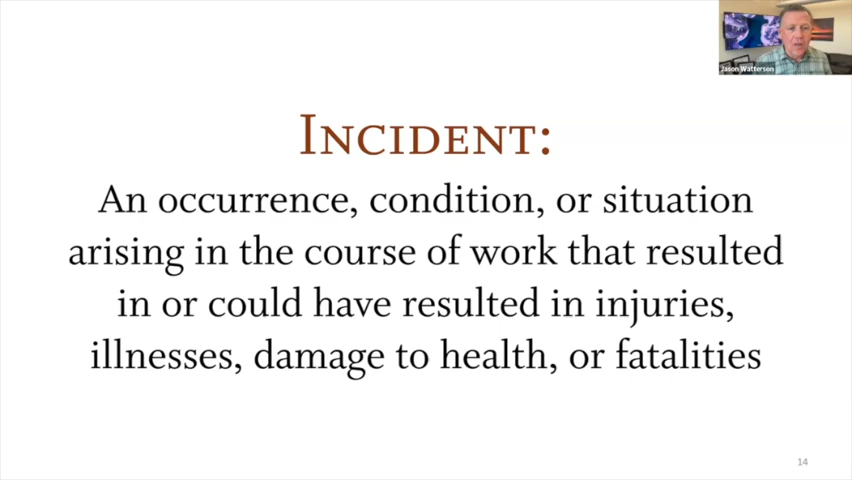 Jason Watterson
INCIDENT:
An occurrence, condition, or situation
arising in the course of work that resulted
in or could have resulted in injuries,
illnesses, damage to health, or fatalities
14